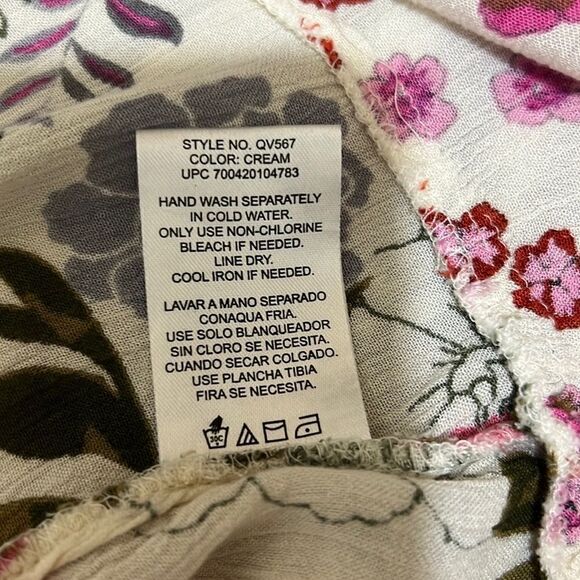 STYLE NO. QV567
COLOR: CREAM
UPC 700420104783
HAND WASH SEPARATELY
IN COLD WATER.
ONLY USE NON-CHLORINE
BLEACH IF NEEDED.
LINE DRY.
COOL IRON IF NEEDED.
LAVAR A MANO SEPARADO
CONAQUA FRIA.
USE SOLO BLANQUEADOR
SIN CLORO SE NECESITA.
CUANDO SECAR COLGADO.
USE PLANCHA TIBIA
FIRA SE NECESITA.
30C